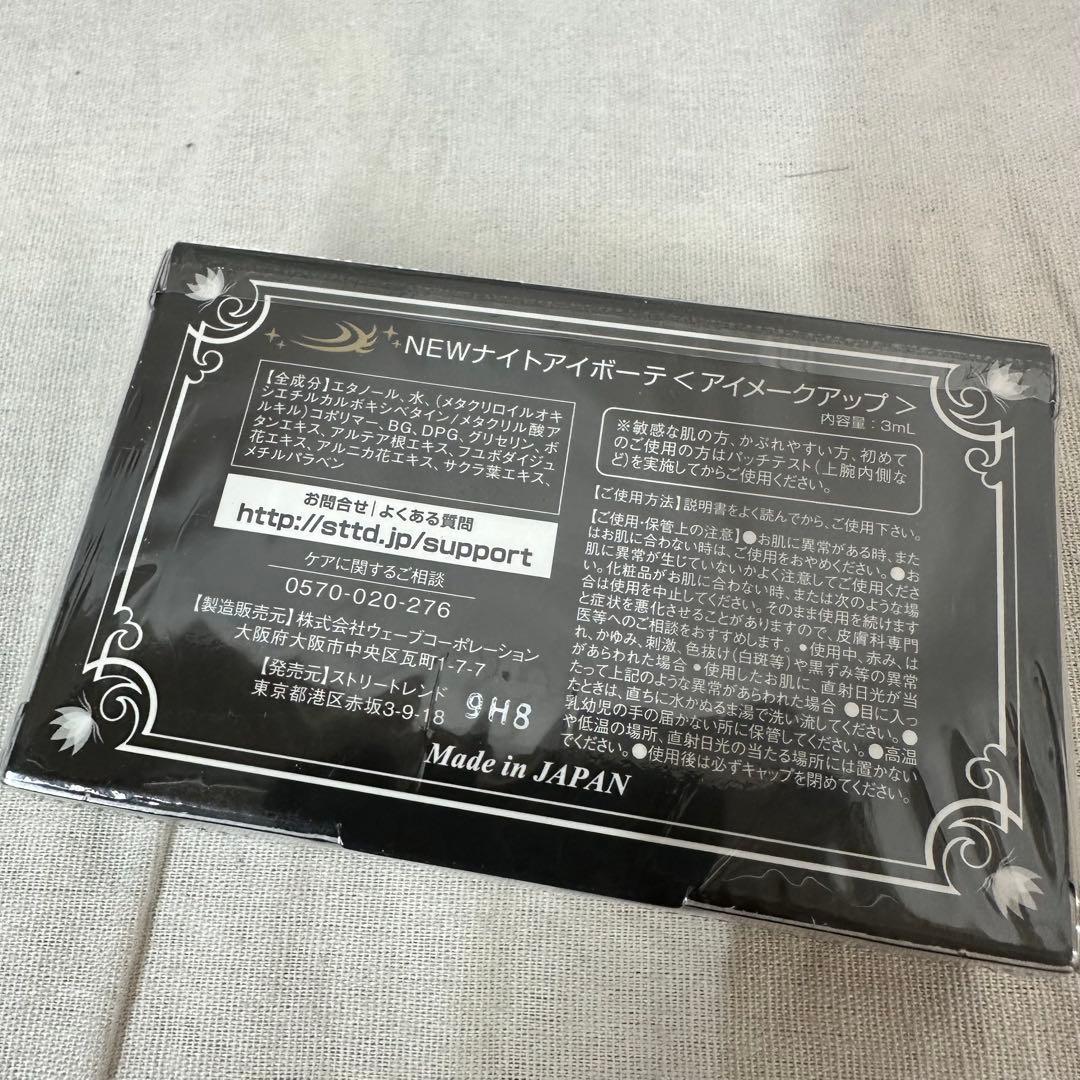 NEWナイトアイボーテ<アイメークアップ>
内容量：3mL
【全成分】エタノール、水、(メタクリロイルオキ
シエチルカルボキシベタイン/メタクリル酸ア
ルキル)コポリマー、BG、DPG、グリセリン、ボ
タンエキス、アルテア根エキス、フユボダイジュ
花エキス、アルニカ花エキス、サクラ葉エキス、
メチルパラベン
お問合せ|よくある質問
http://sttd.jp/support
ケアに関するご相談
0570-020-276
【製造販売元】株式会社ウェーブコーポレーション
大阪府大阪市中央区瓦町1-7-7
【発売元】ストリートレンド
東京都港区赤坂3-9-18
9H8
※敏感な肌の方、かぶれやすい方、初めて
のご使用の方はパッチテスト(上腕内側な
ど)を実施してからご使用ください。
【ご使用方法】説明書をよく読んでから、ご使用下さい。
【ご使用・保管上の注意】●お肌に異常がある時、また
はお肌に合わない時は、ご使用をおやめください。●お
肌に異常が生じていないかよく注意してご使用くださ
い。化粧品がお肌に合わない時、または次のような場
合は使用を中止してください。そのまま使用を続けます
と症状を悪化させることがありますので、皮膚科専門
医等へのご相談をおすすめします。●使用中、赤み、は
れ、かゆみ、刺激、色抜け(白斑等)や黒ずみ等の異常
があらわれた場合●使用したお肌に、直射日光が当
たって上記のような異常があらわれた場合 ●目に入っ
たときは、直ちに水かぬるま湯で洗い流してください。●
乳幼児の手の届かない所に保管してください。●高温
や低温の場所、直射日光の当たる場所には置かない
でください。●使用後は必ずキャップを閉めてください。
Made in JAPAN